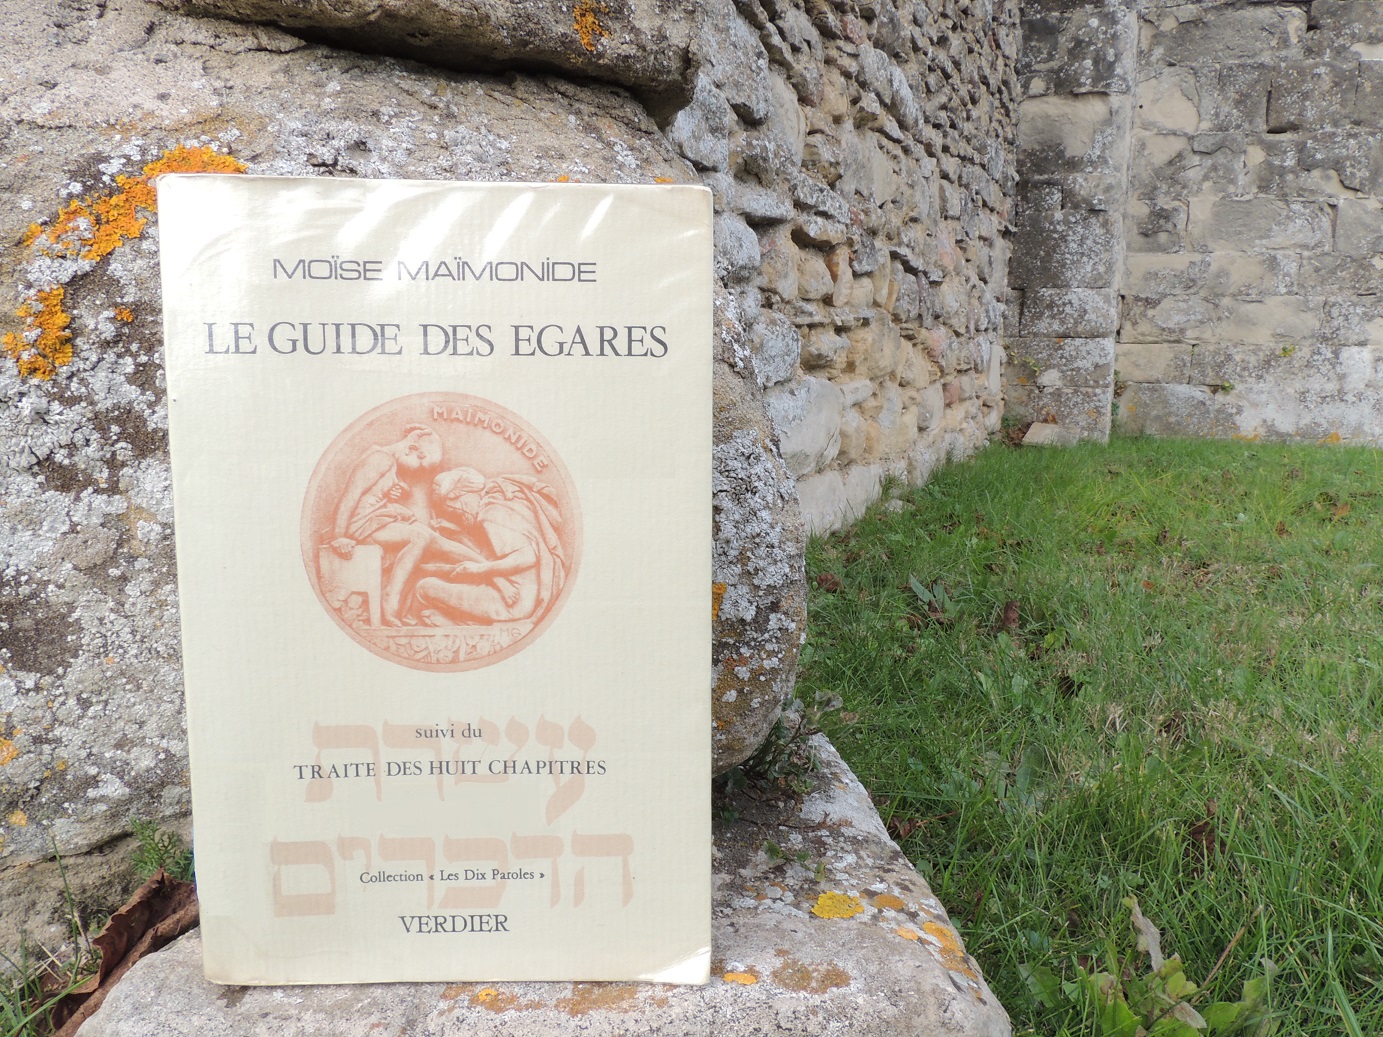 MOÏSE MAÏMONIDE
LE GUIDE DES EGARES
MAÏMONIDE
MG
suivi du
עשרת
TRAITE DES HUIT CHAPITRES
הדברים
Collection « Les Dix Paroles »
VERDIER